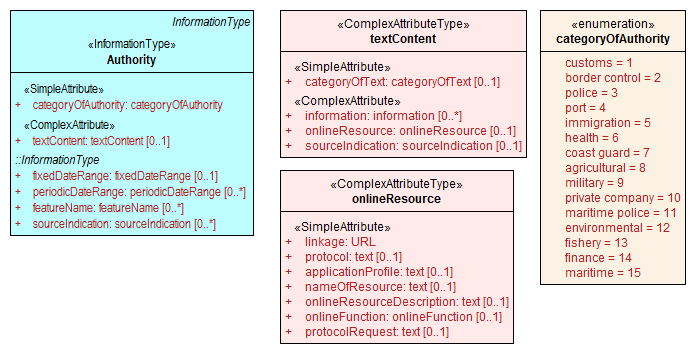 InformationType
«InformationType»
Authority
«SimpleAttribute»
+ categoryOfAuthority: categoryOfAuthority
«ComplexAttribute»
+ textContent: textContent [0..1]
::InformationType
+ fixedDateRange: fixedDateRange [0..1]
+ periodicDateRange: periodicDateRange [0..*]
+ featureName: featureName [0..*]
+ sourceIndication: sourceIndication [0..*]
«ComplexAttributeType»
textContent
«SimpleAttribute»
+ categoryOfText: categoryOfText [0..1]
«ComplexAttribute»
+ information: information [0..*]
+ onlineResource: onlineResource [0..1]
+ sourceIndication: sourceIndication [0..1]
«ComplexAttributeType»
onlineResource
«SimpleAttribute»
+ linkage: URL
+ protocol: text [0..1]
+ applicationProfile: text [0..1]
+ nameOfResource: text [0..1]
+ onlineResourceDescription: text [0..1]
+ onlineFunction: onlineFunction [0..1]
+ protocolRequest: text [0..1]
«enumeration»
categoryOfAuthority
customs = 1
border control = 2
police = 3
port = 4
immigration = 5
health = 6
coast guard = 7
agricultural = 8
military = 9
private company = 10
maritime police = 11
environmental = 12
fishery = 13
finance = 14
maritime = 15